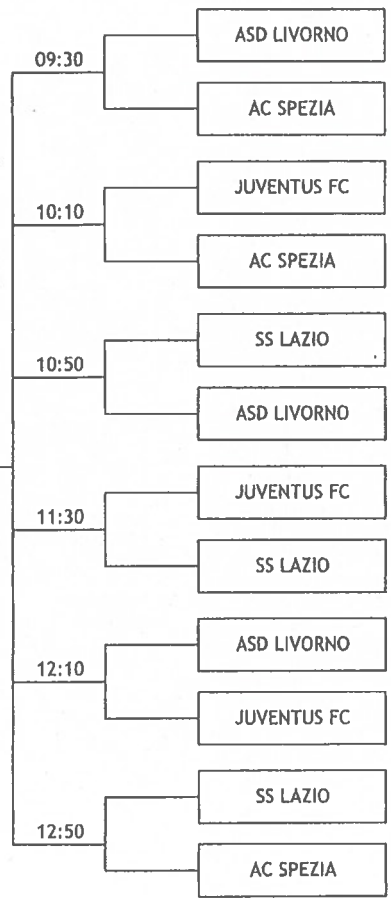 ASD LIVORNO
09:30
AC SPEZIA
JUVENTUS FC
10:10
AC SPEZIA
SS LAZIO
10:50
ASD LIVORNO
JUVENTUS FC
11:30
SS LAZIO
ASD LIVORNO
12:10
JUVENTUS FC
SS LAZIO
12:50
AC SPEZIA